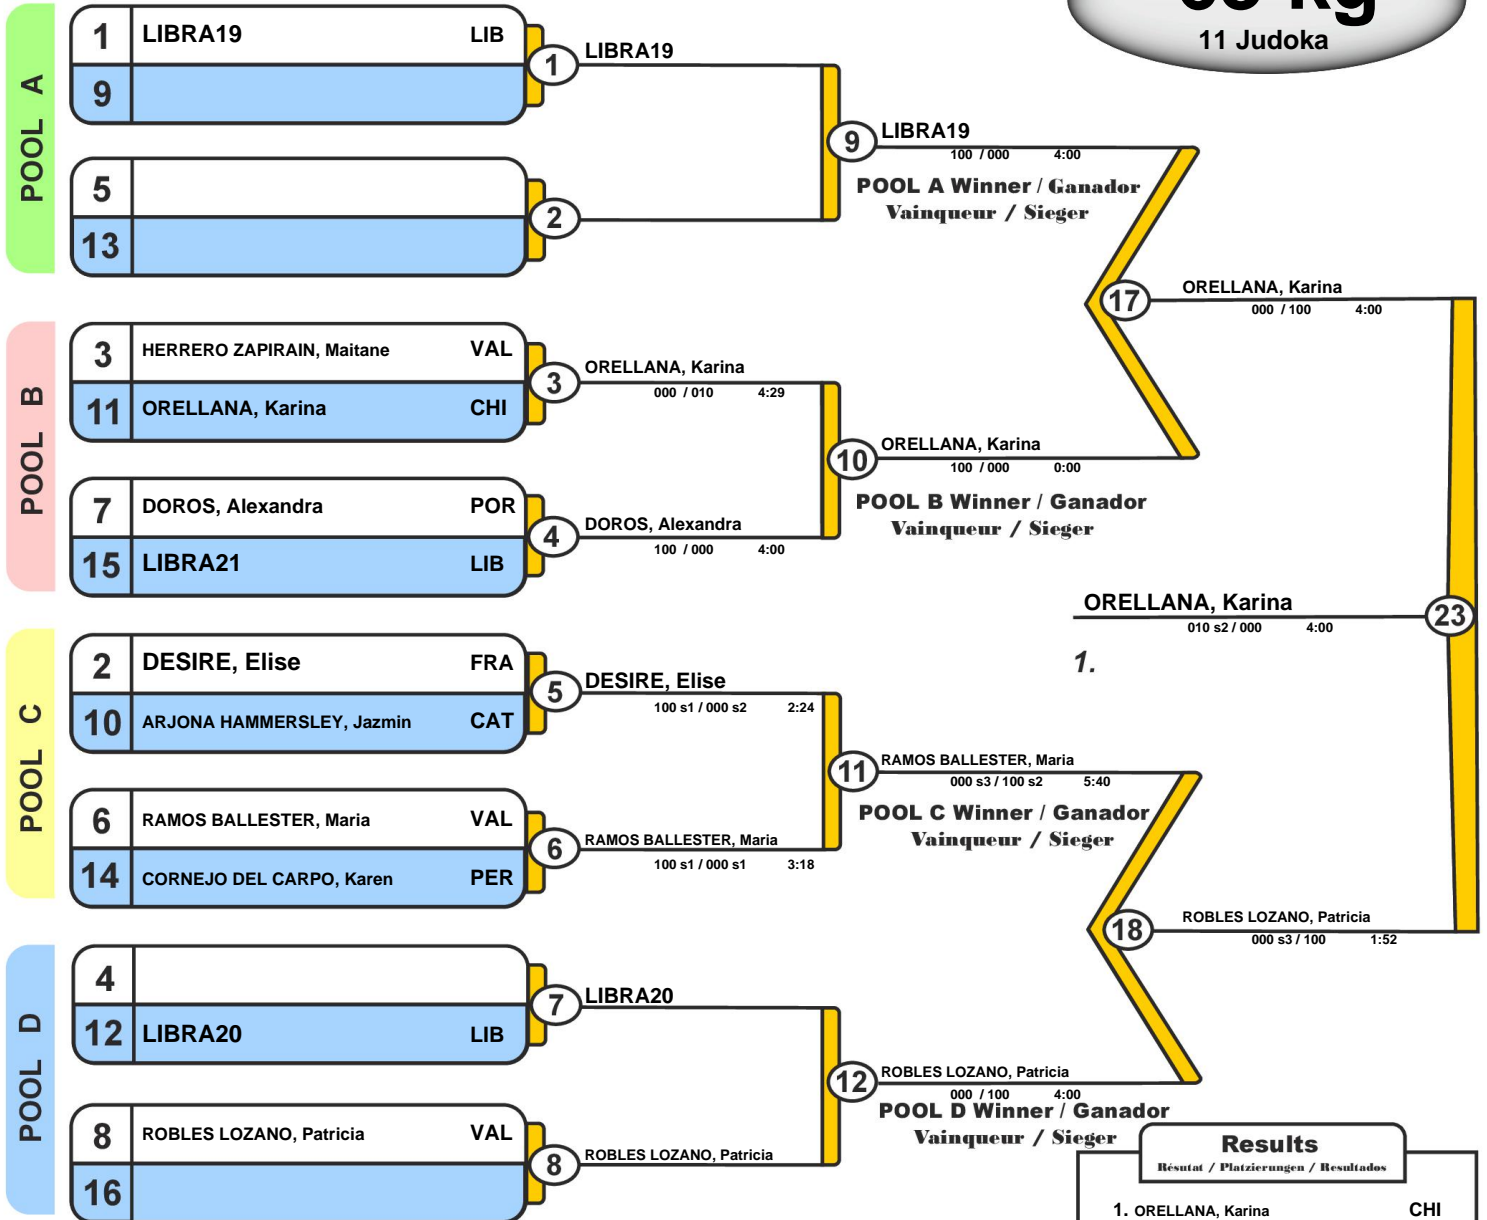 11 Judoka
POOL A
1 LIBRA19 LIB
9
1 LIBRA19
5
13
2
9 LIBRA19
100 / 000 4:00
POOL A Winner / Ganador
Vainqueur / Sieger
POOL B
3 HERRERO ZAPIRAIN, Maitane VAL
11 ORELLANA, Karina CHI
3 ORELLANA, Karina
000 / 010 4:29
7 DOROS, Alexandra POR
15 LIBRA21 LIB
4 DOROS, Alexandra
100 / 000 4:00
10 ORELLANA, Karina
100 / 000 0:00
POOL B Winner / Ganador
Vainqueur / Sieger
17 ORELLANA, Karina
000 / 100 4:00
POOL C
2 DESIRE, Elise FRA
10 ARJONA HAMMERSLEY, Jazmin CAT
5 DESIRE, Elise
100 s1 / 000 s2 2:24
6 RAMOS BALLESTER, Maria VAL
14 CORNEJO DEL CARPO, Karen PER
6 RAMOS BALLESTER, Maria
100 s1 / 000 s1 3:18
11 RAMOS BALLESTER, Maria
000 s3 / 100 s2 5:40
POOL C Winner / Ganador
Vainqueur / Sieger
POOL D
4
12 LIBRA20 LIB
7 LIBRA20
8 ROBLES LOZANO, Patricia VAL
16
8 ROBLES LOZANO, Patricia
12 ROBLES LOZANO, Patricia
000 / 100 4:00
POOL D Winner / Ganador
Vainqueur / Sieger
18 ROBLES LOZANO, Patricia
000 s3 / 100 1:52
ORELLANA, Karina 23
010 s2 / 000 4:00
1.
Results
Résutat / Platzierungen / Resultados
1. ORELLANA, Karina CHI